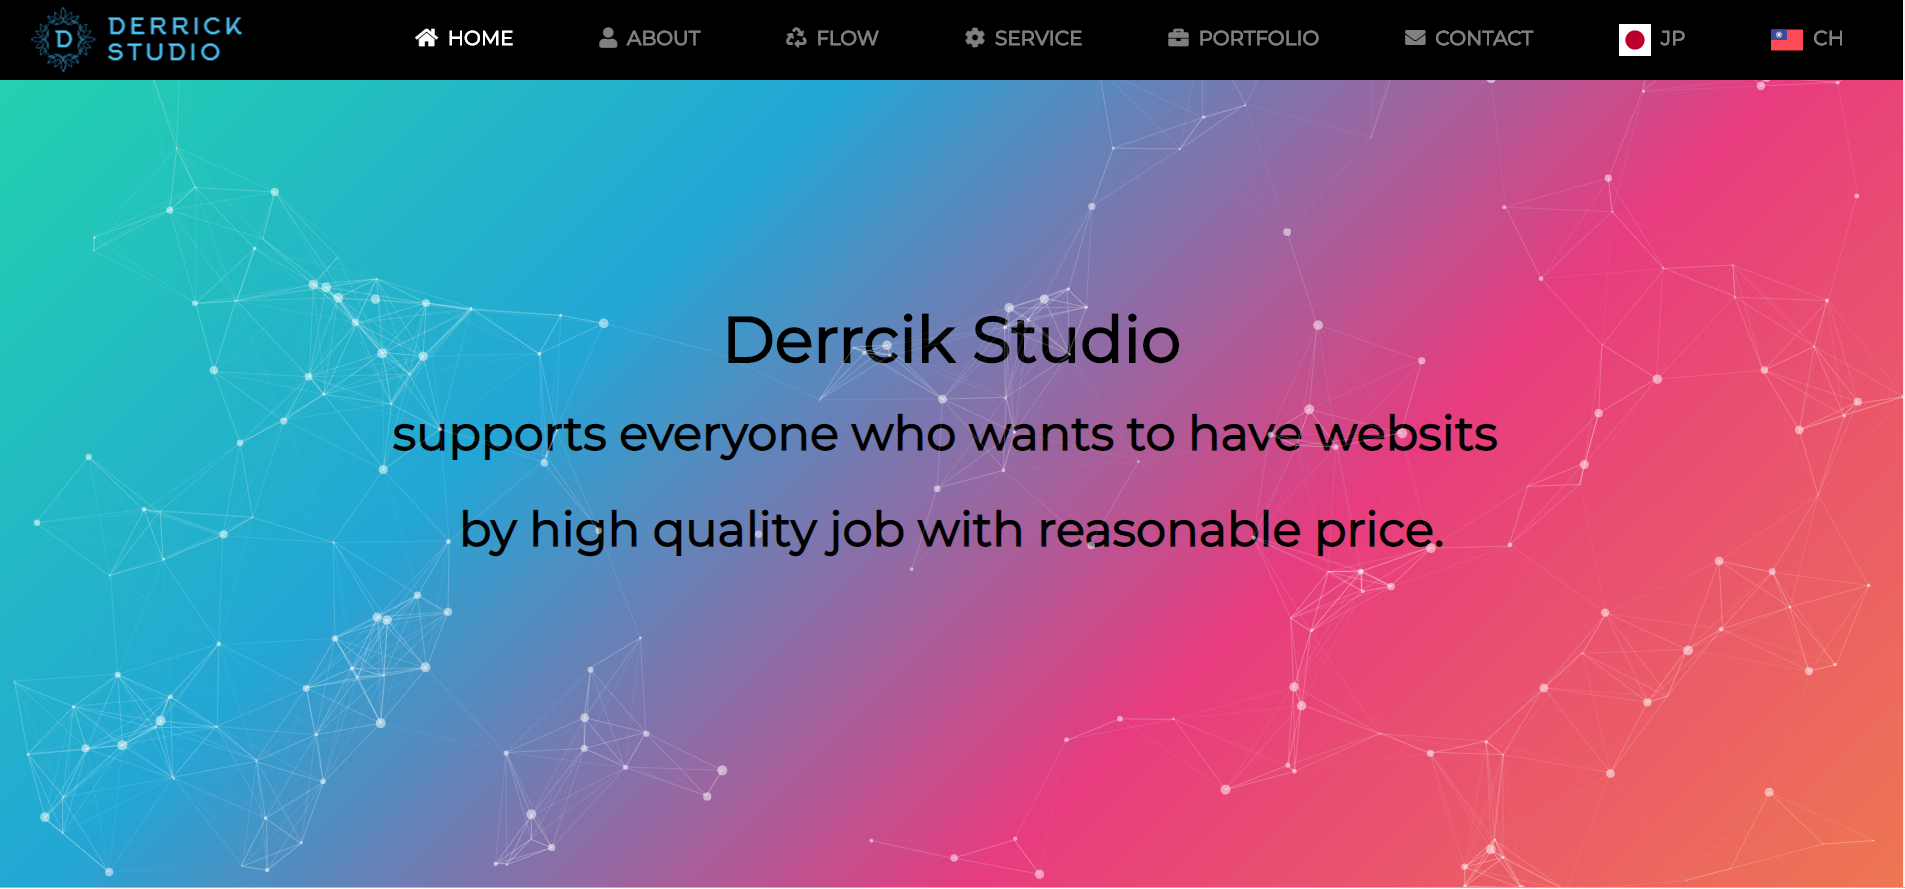 DERRICK
STUDIO
HOME ABOUT FLOW SERVICE PORTFOLIO CONTACT JP CH
Derrcik Studio
supports everyone who wants to have websits
by high quality job with reasonable price.